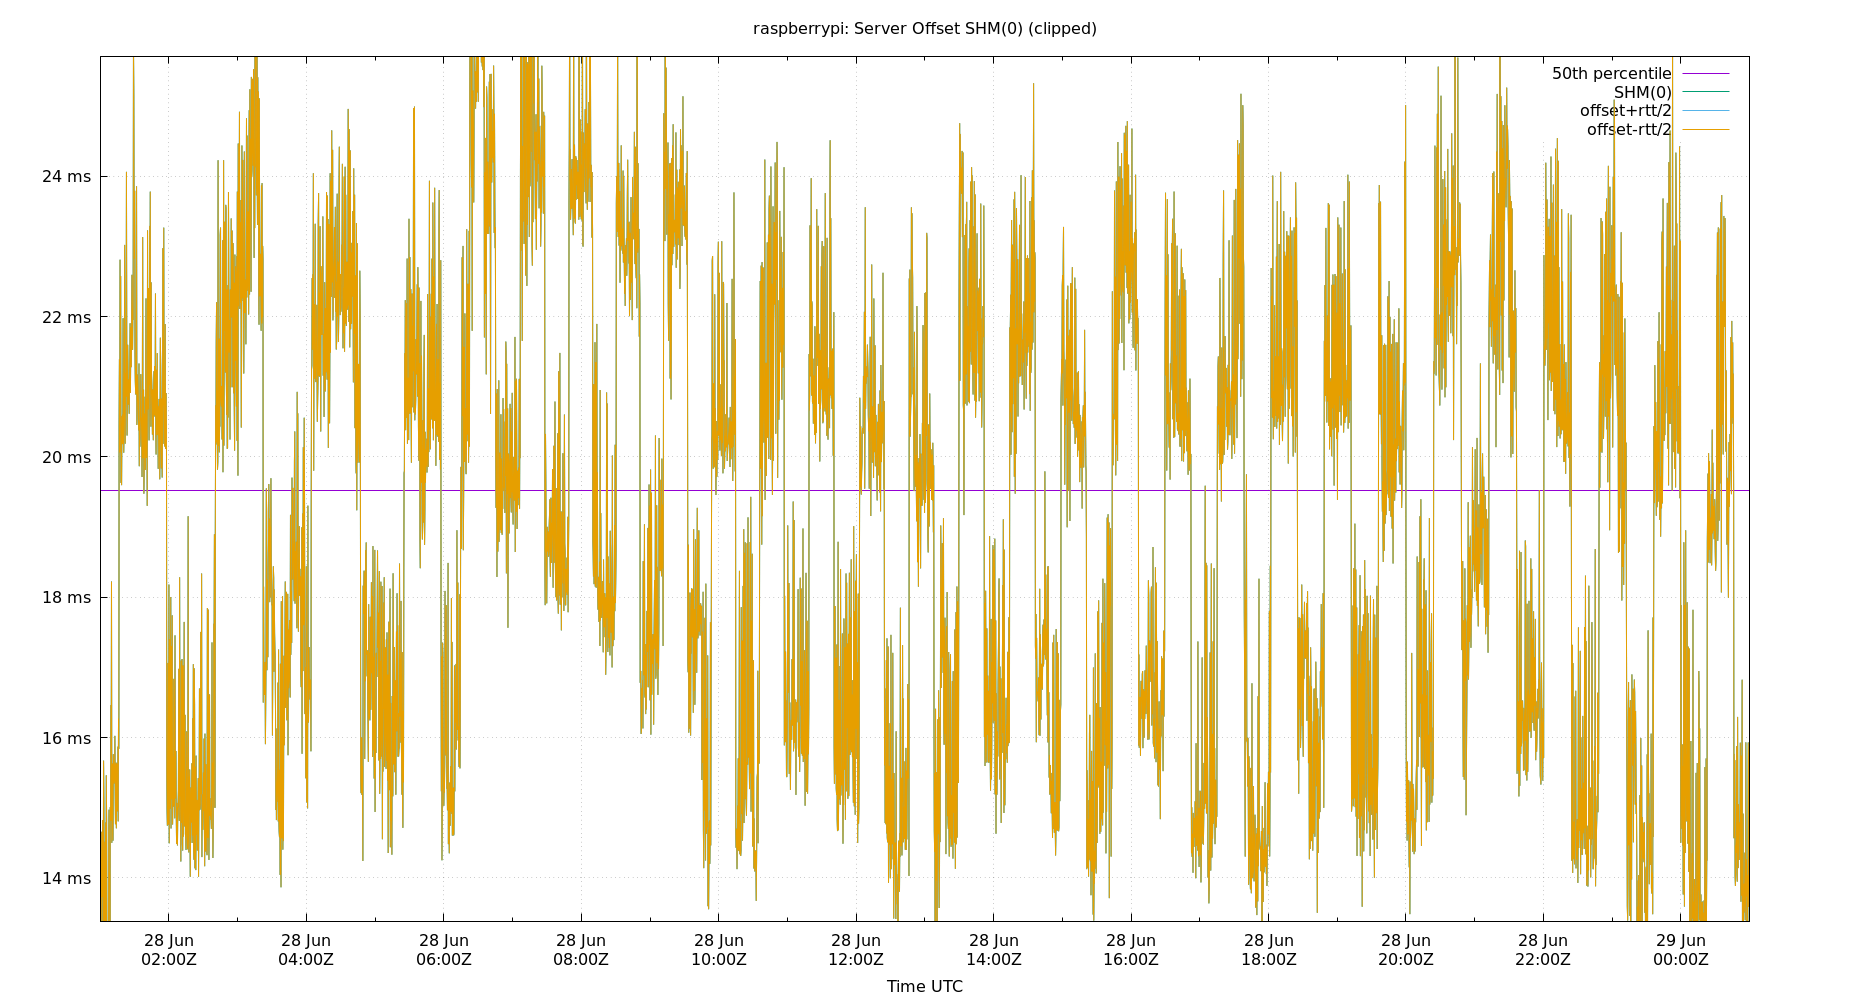 raspberrypi: Server Offset SHM(0) (clipped)
50th percentile
SHM(0)
offset+rtt/2
offset-rtt/2
24 ms
22 ms
20 ms
18 ms
16 ms
14 ms
28 Jun 28 Jun 28 Jun 28 Jun 28 Jun 28 Jun 28 Jun 28 Jun 28 Jun 28 Jun 28 Jun 29 Jun
02:00Z 04:00Z 06:00Z 08:00Z 10:00Z 12:00Z 14:00Z 16:00Z 18:00Z 20:00Z 22:00Z 00:00Z
Time UTC